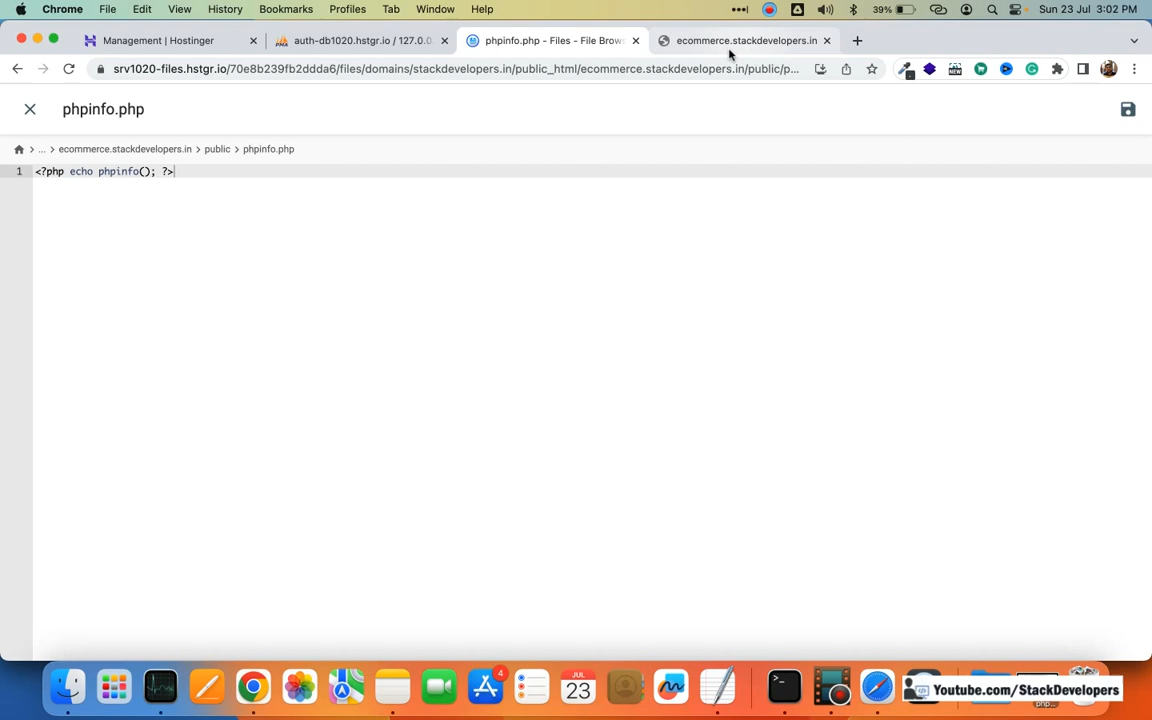 Chrome File Edit View History Bookmarks Profiles Tab Window Help 39% Sun 23 Jul 3:02 PM
Management | Hostinger auth-db1020.hstgr.io / 127.0.0 phpinfo.php - Files - File Brows ecommerce.stackdevelopers.in
srv1020-files.hstgr.io/70e8b239fb2ddda6/files/domains/stackdevelopers.in/public_html/ecommerce.stackdevelopers.in/public/p...
phpinfo.php
... > ecommerce.stackdevelopers.in > public > phpinfo.php
1 <?php echo phpinfo(); ?>
4
JUL
23
Youtube.com/StackDevelopers